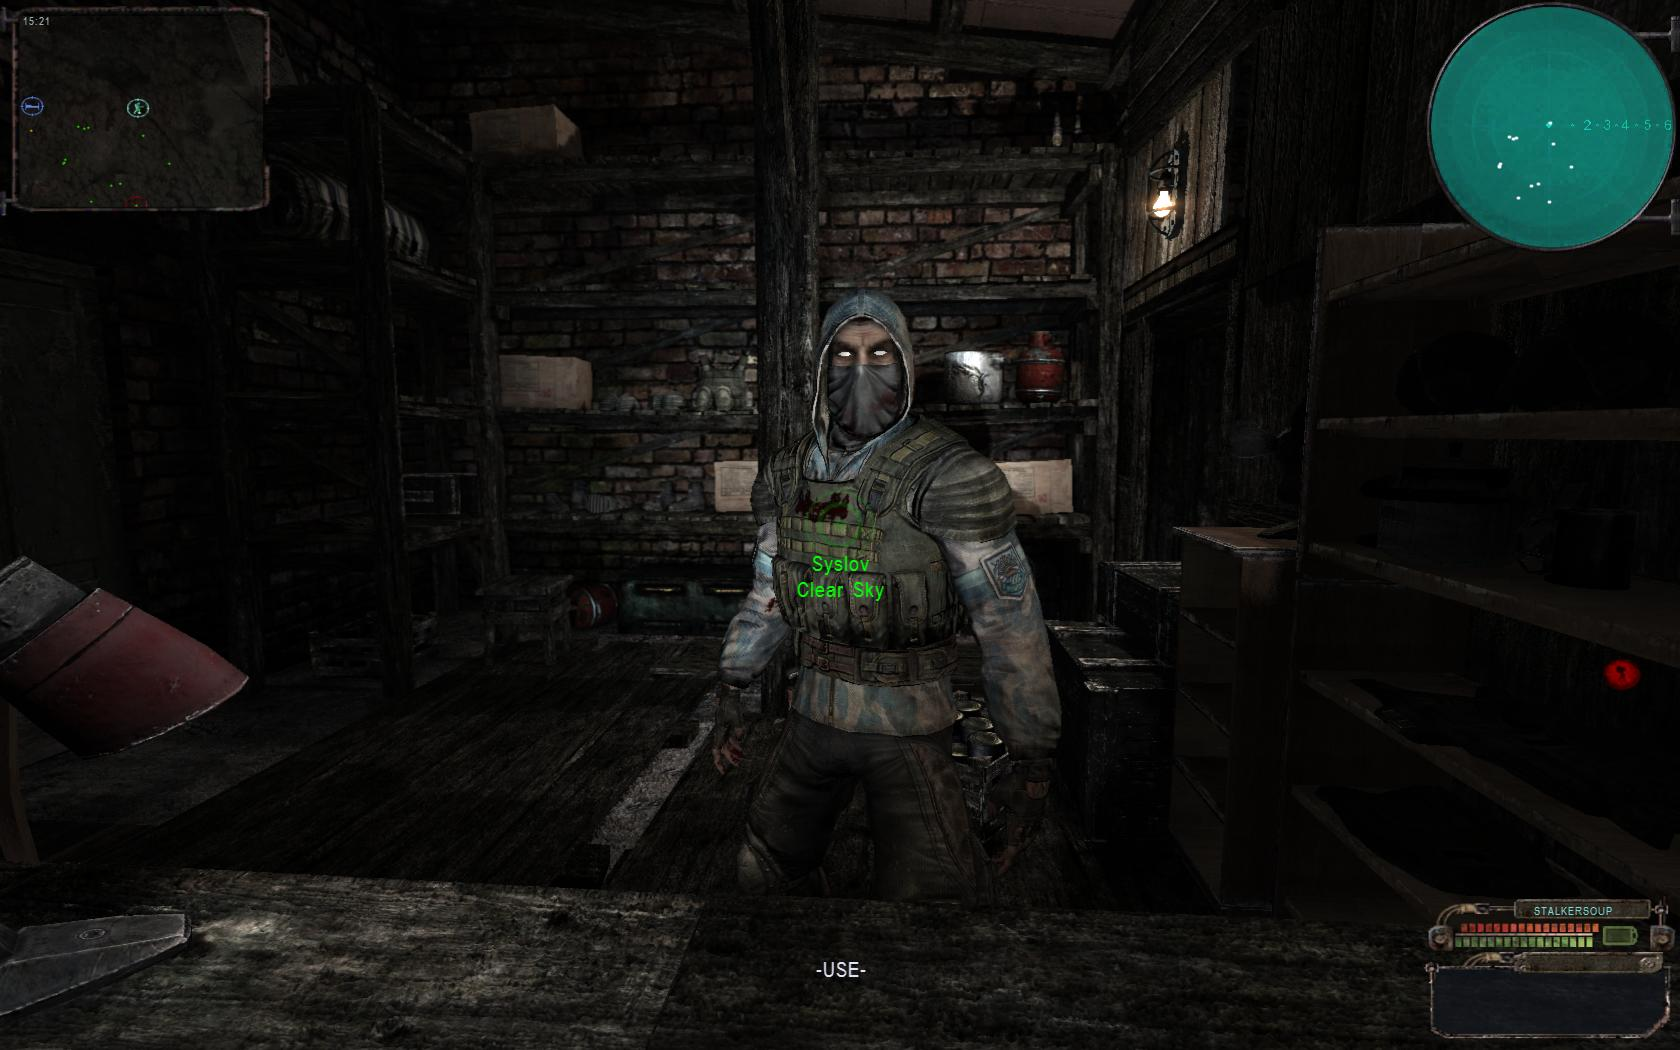 15:21
2-3-4-5-6
Syslov
Clear Sky
STALKERSOUP
-USE-